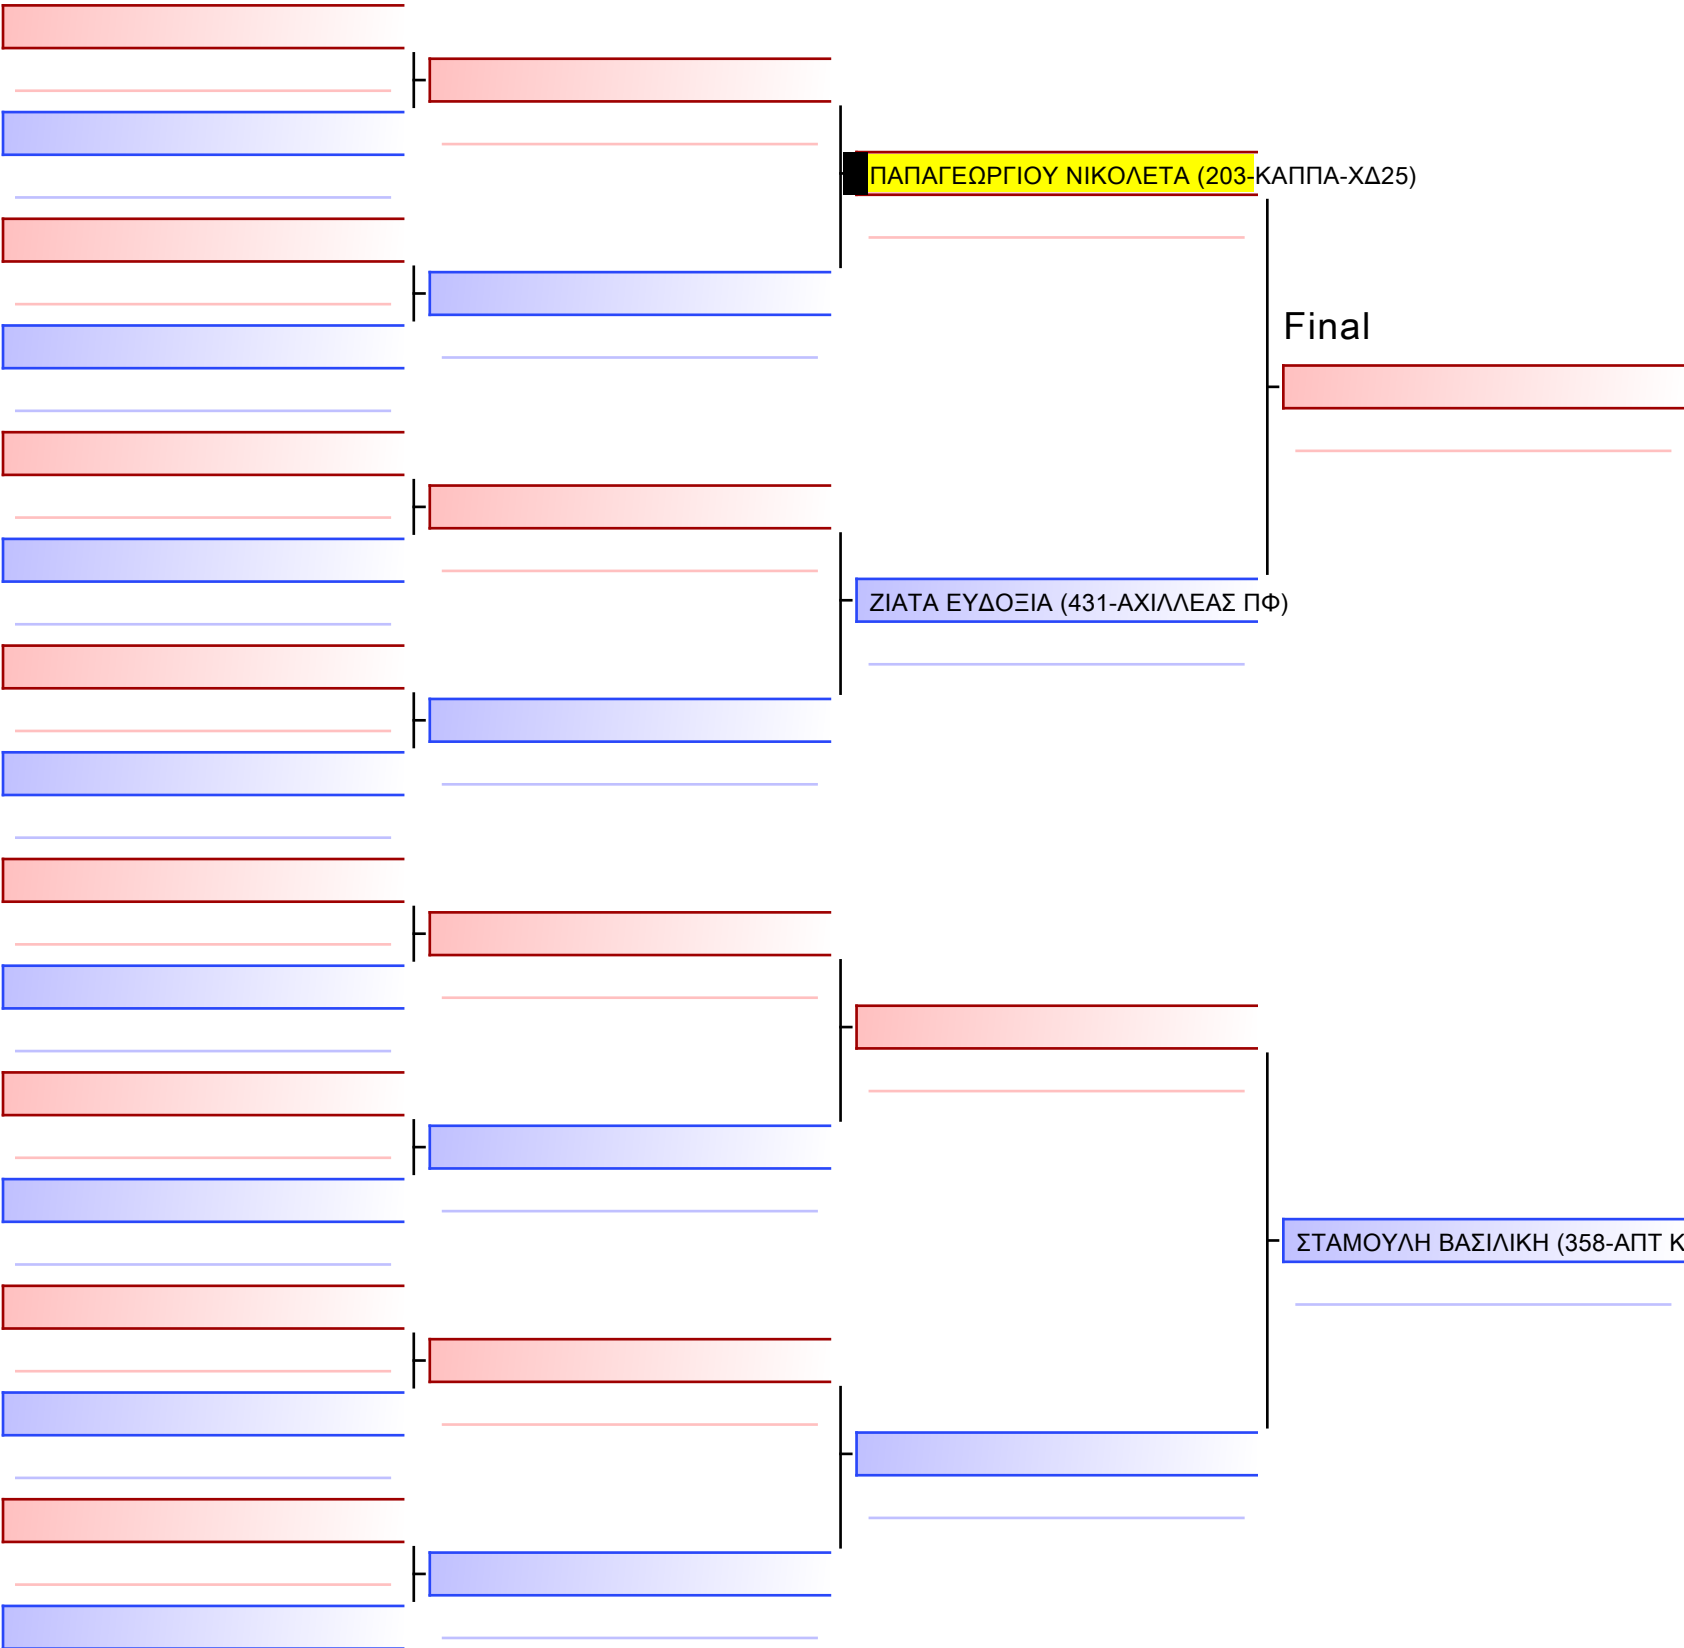 ΠΑΠΑΓΕΩΡΓΙΟΥ ΝΙΚΟΛΕΤΑ (203-ΚΑΠΠΑ-ΧΔ25)
Final
ΖΙΑΤΑ ΕΥΔΟΞΙΑ (431-ΑΧΙΛΛΕΑΣ ΠΦ)
ΣΤΑΜΟΥΛΗ ΒΑΣΙΛΙΚΗ (358-ΑΠΤ Κ